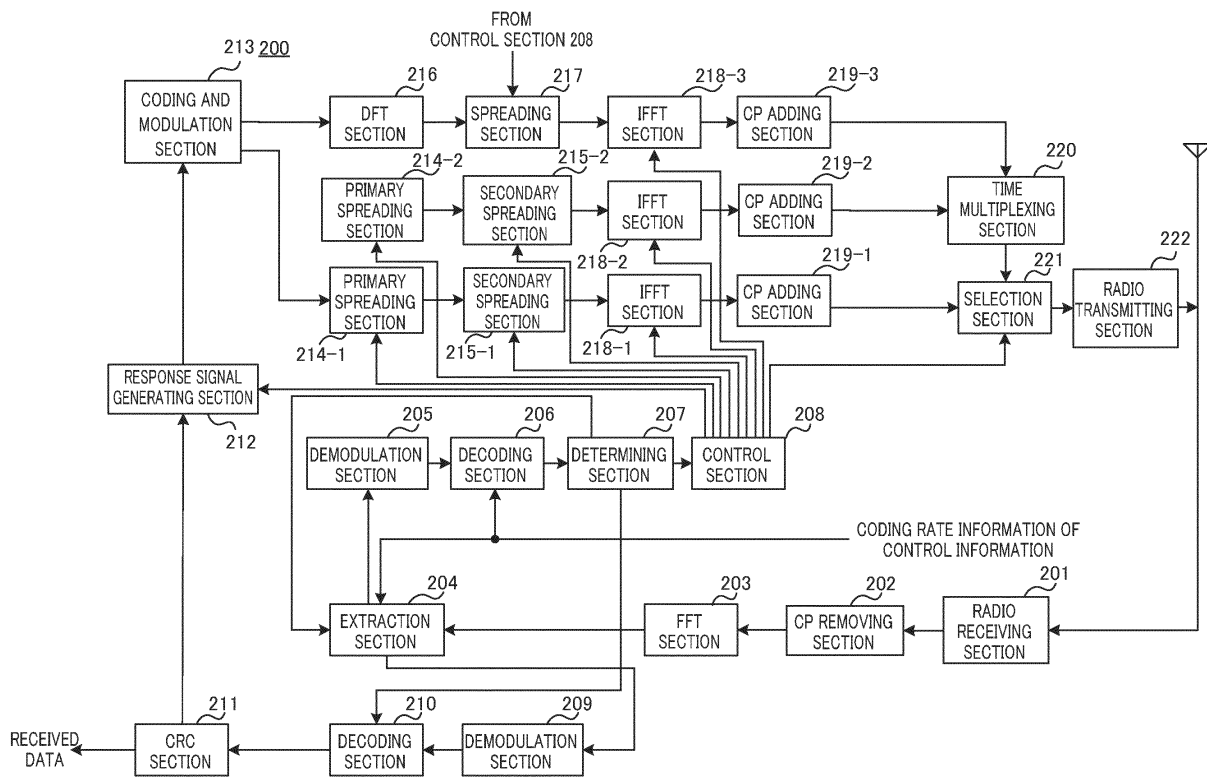 FROM
CONTROL SECTION 208
213 200
216
217
218-3
219-3
CODING AND
MODULATION
SECTION
DFT
SECTION
SPREADING
SECTION
IFFT
SECTION
CP ADDING
SECTION
214-2
215-2
219-2
220
PRIMARY
SPREADING
SECTION
SECONDARY
SPREADING
SECTION
IFFT
SECTION
CP ADDING
SECTION
TIME
MULTIPLEXING
SECTION
218-2
219-1
221
222
PRIMARY
SPREADING
SECTION
SECONDARY
SPREADING
SECTION
IFFT
SECTION
CP ADDING
SECTION
SELECTION
SECTION
RADIO
TRANSMITTING
SECTION
214-1
215-1
218-1
RESPONSE SIGNAL
GENERATING SECTION
212
205
206
207
208
DEMODULATION
SECTION
DECODING
SECTION
DETERMINING
SECTION
CONTROL
SECTION
CODING RATE INFORMATION OF
CONTROL INFORMATION
204
203
202
201
EXTRACTION
SECTION
FFT
SECTION
CP REMOVING
SECTION
RADIO
RECEIVING
SECTION
211
210
209
RECEIVED
DATA
CRC
SECTION
DECODING
SECTION
DEMODULATION
SECTION